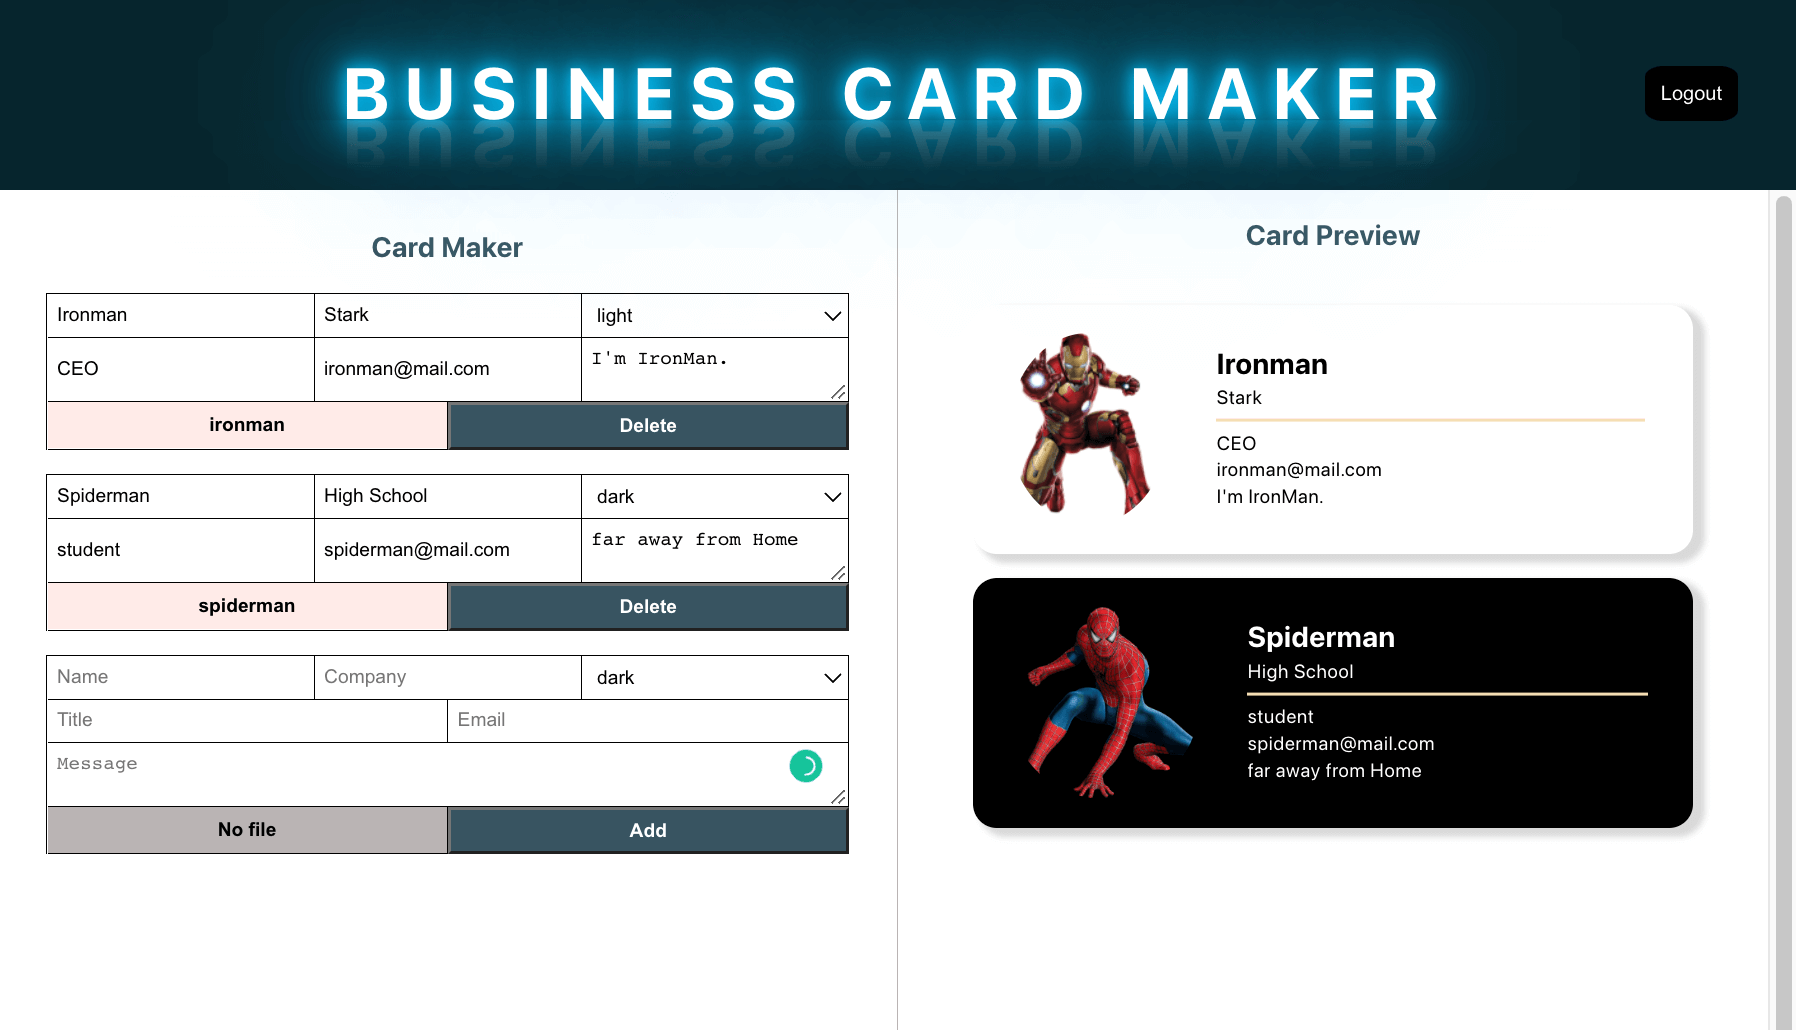 BUSINESS CARD MAKER
Logout
Card Maker
Ironman
Stark
light
CEO
ironman@mail.com
I'm IronMan.
ironman
Delete
Spiderman
High School
dark
student
spiderman@mail.com
far away from Home
spiderman
Delete
Name
Company
dark
Title
Email
Message
No file
Add
Card Preview
Ironman
Stark
CEO
ironman@mail.com
I'm IronMan.
Spiderman
High School
student
spiderman@mail.com
far away from Home